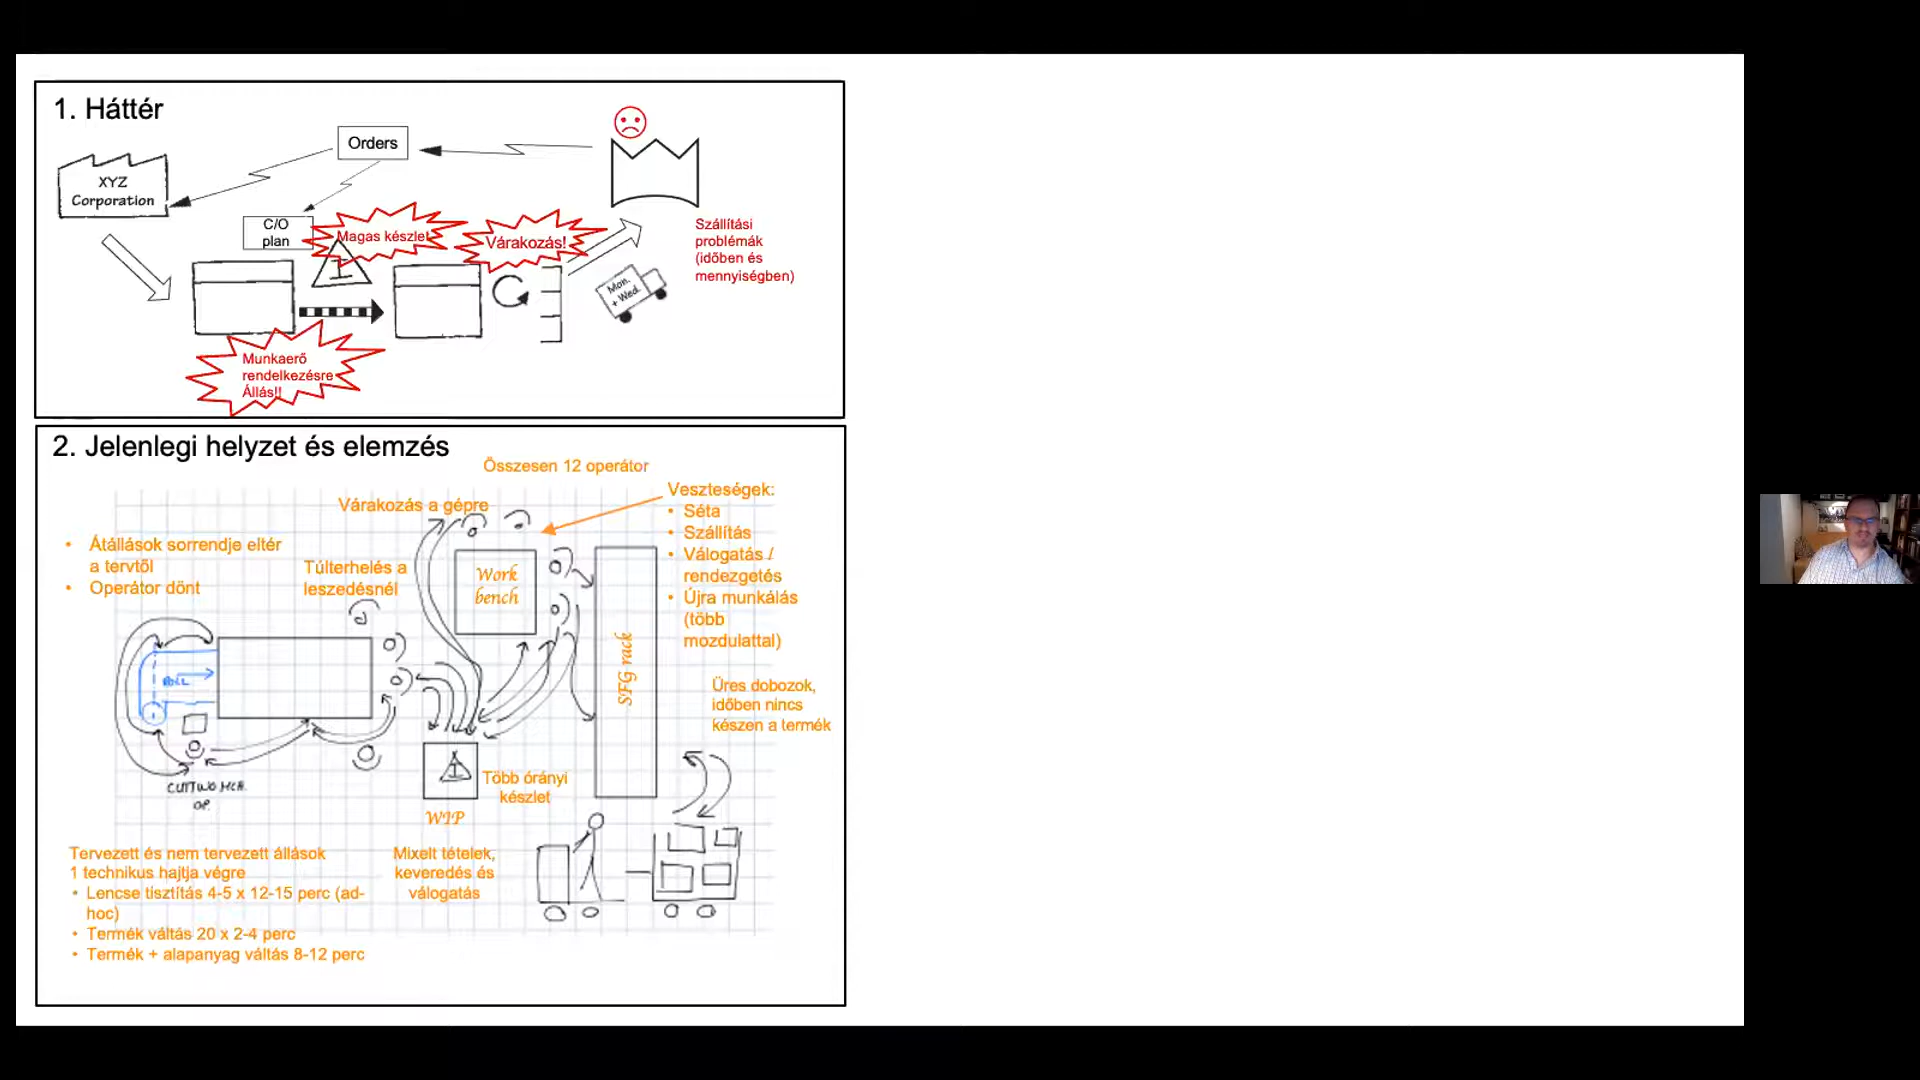 1. Háttér
Orders
XYZ
Corporation
C/O
plan
Magas készlet
Várakozás!
Szállítási
problémák
(időben és
mennyiségben)
Mon.
+ Wed.
I
Munkaerő
rendelkezésre
Állás!!
2. Jelenlegi helyzet és elemzés
Összesen 12 operátor
Várakozás a gépre
Veszteségek:
• Séta
• Szállítás
• Válogatás /
rendezgetés
• Újra munkálás
(több
mozdulattal)
• Átállások sorrendje eltér
a tervtől
• Operátor dönt
Túlterhelés a
leszedésnél
Work
bench
SFG rack
ROLL
Üres dobozok,
időben nincs
készen a termék
CUTTING MCH.
OP.
I
WIP
Több órányi
készlet
Tervezett és nem tervezett állások
1 technikus hajtja végre
• Lencse tisztítás 4-5 x 12-15 perc (ad-
hoc)
• Termék váltás 20 x 2-4 perc
• Termék + alapanyag váltás 8-12 perc
Mixelt tételek,
keveredés és
válogatás